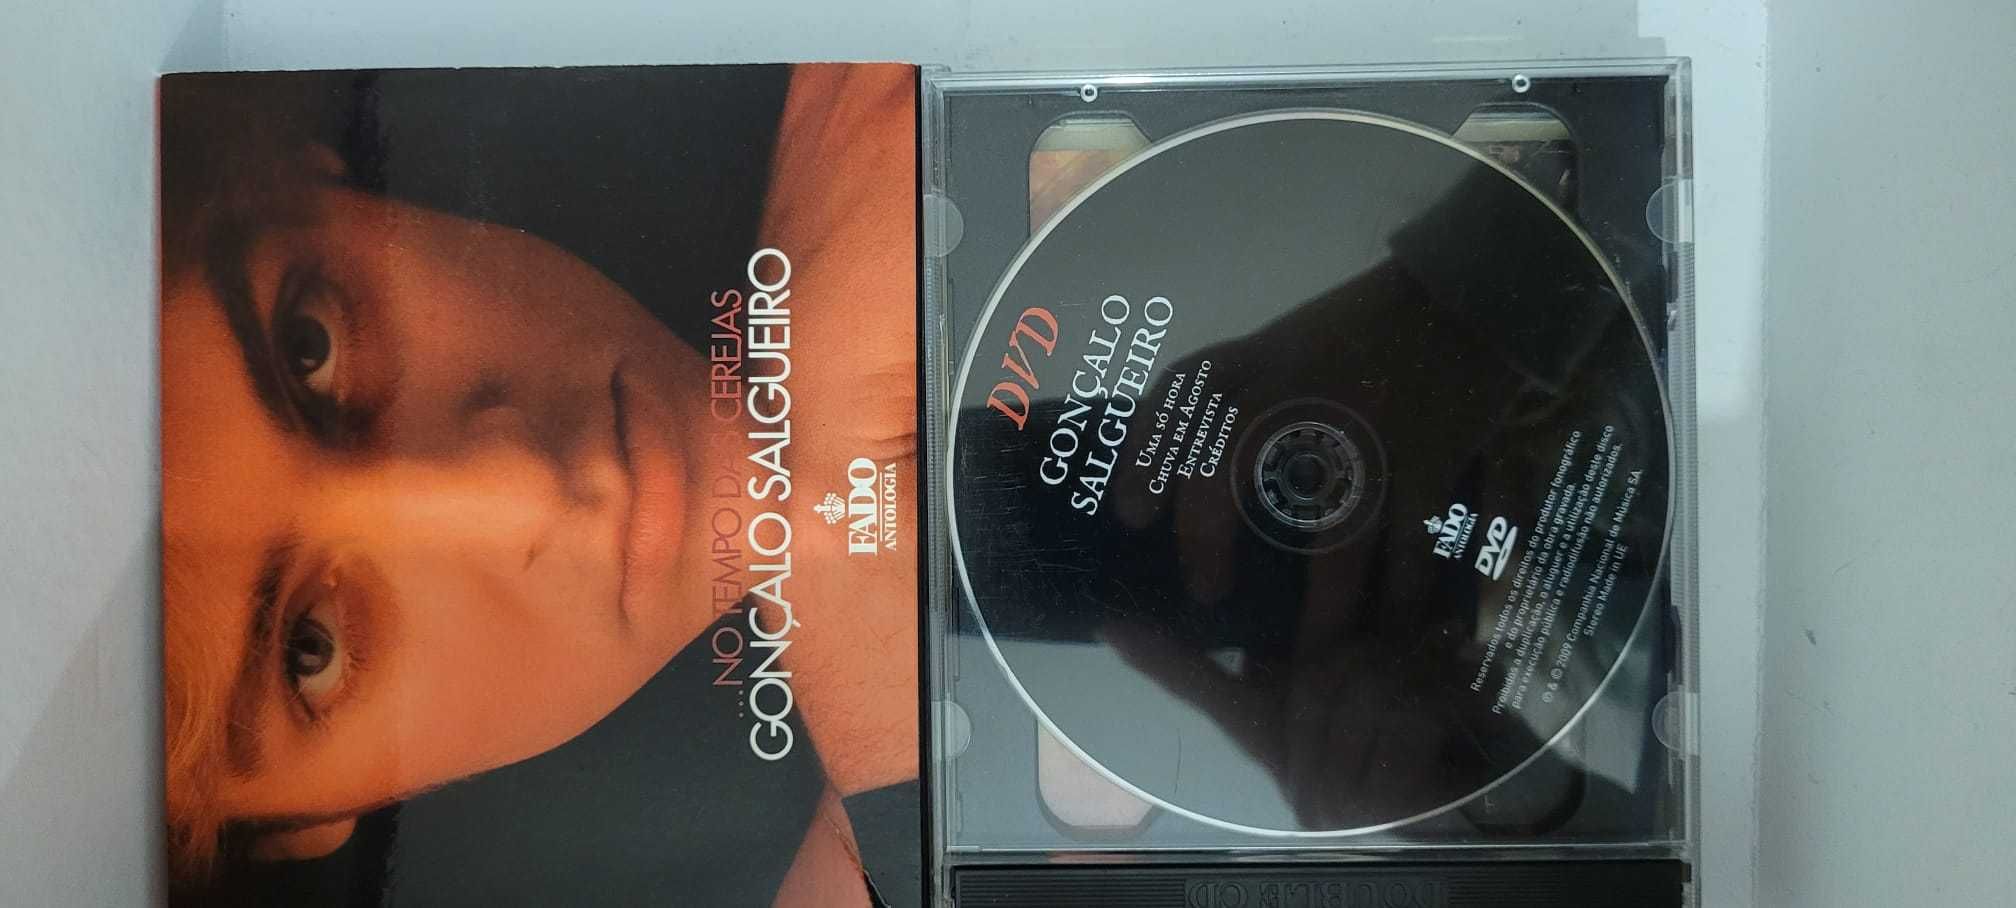 ...NO TEMPO DAS CEREJAS
GONÇALO SALGUEIRO
FADO
ANTOLOGIA
DVD
GONÇALO
SALGUEIRO
UMA SÓ HORA
CHUVA EM AGOSTO
ENTREVISTA
CRÉDITOS
FADO
ANTOLOGIA
DVD
Reservados todos os direitos do produtor fonográfico
e do proprietário da obra gravada.
Proibidos a duplicação, o aluguer e a utilização deste disco
para execução pública e radiodifusão não autorizados.
℗ & © 2009 Companhia Nacional de Música SA.
Stereo Made in UE
DOUBLE CD